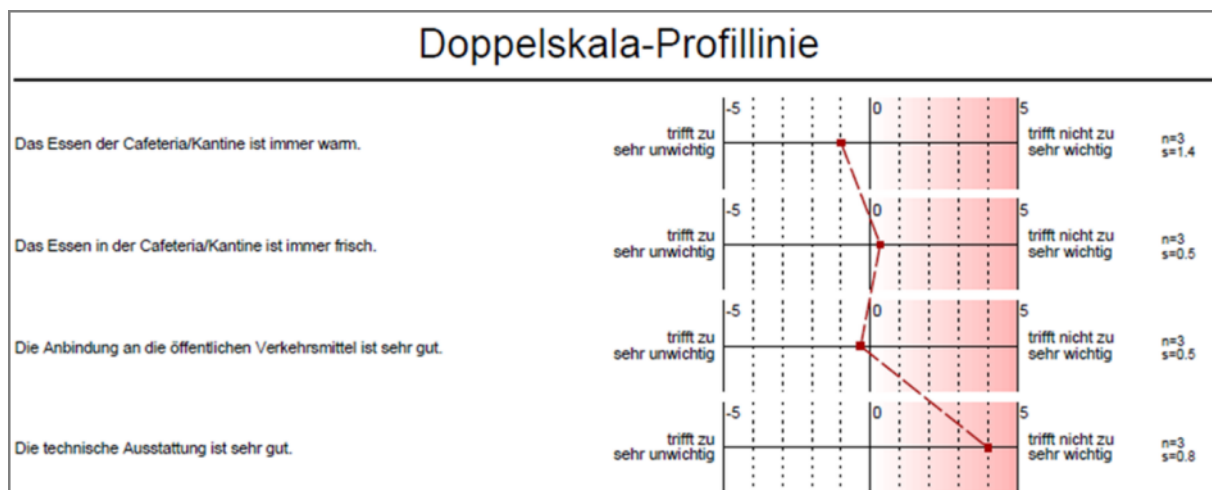 Doppelskala-Profillinie
-5 0 5
Das Essen der Cafeteria/Kantine ist immer warm.
trifft zu
sehr unwichtig
trifft nicht zu
sehr wichtig
n=3
s=1.4
-5 0 5
Das Essen in der Cafeteria/Kantine ist immer frisch.
trifft zu
sehr unwichtig
trifft nicht zu
sehr wichtig
n=3
s=0.5
-5 0 5
Die Anbindung an die öffentlichen Verkehrsmittel ist sehr gut.
trifft zu
sehr unwichtig
trifft nicht zu
sehr wichtig
n=3
s=0.5
-5 0 5
Die technische Ausstattung ist sehr gut.
trifft zu
sehr unwichtig
trifft nicht zu
sehr wichtig
n=3
s=0.8